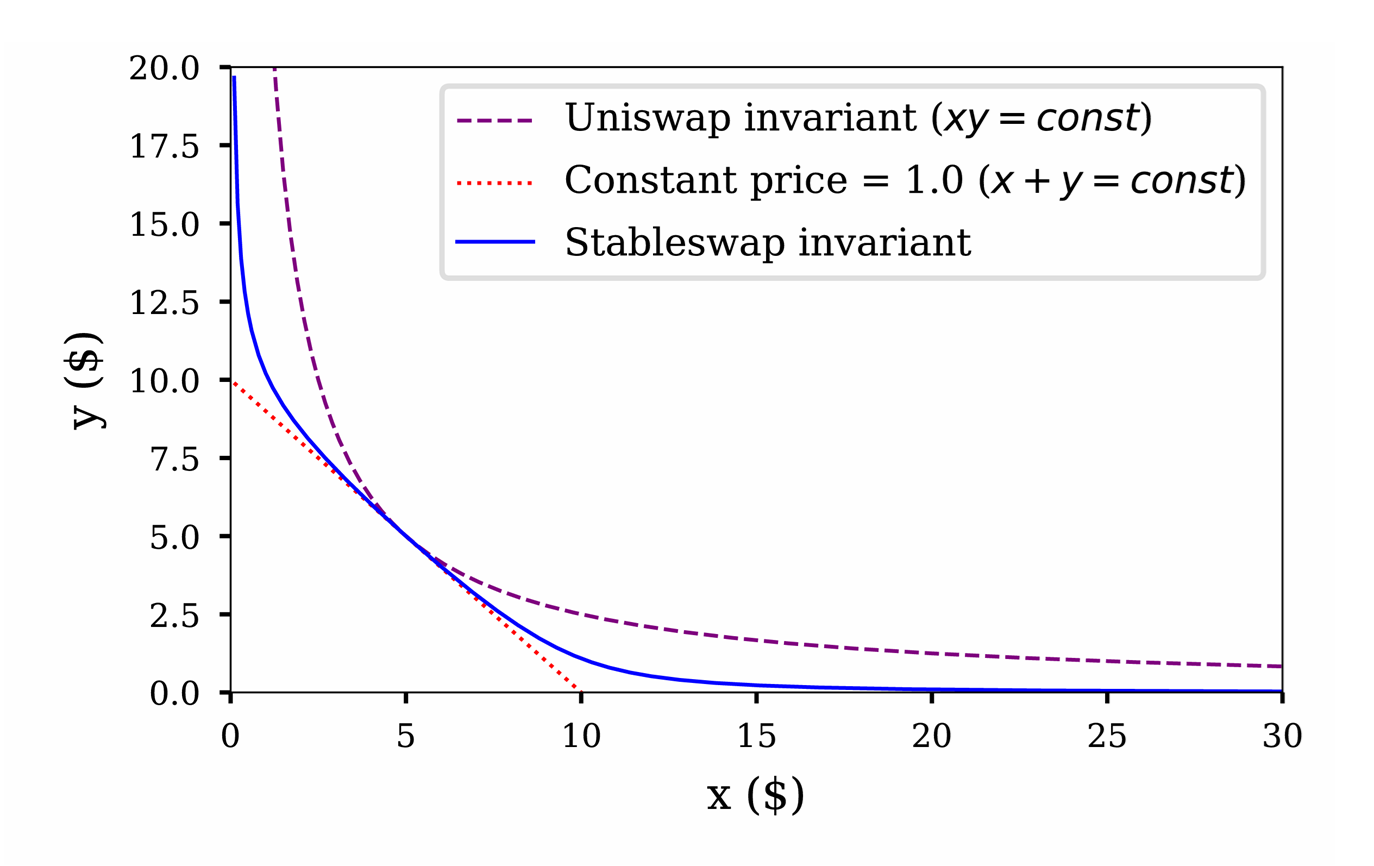 20.0
17.5
15.0
12.5
10.0
7.5
5.0
2.5
0.0
y ($)
Uniswap invariant (xy = const)
Constant price = 1.0 (x + y = const)
Stableswap invariant
0 5 10 15 20 25 30
x ($)